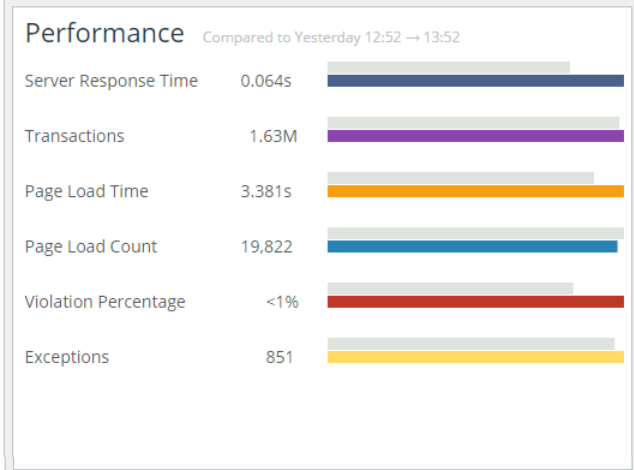 Performance Compared to Yesterday 12:52 → 13:52
Server Response Time 0.064s
Transactions 1.63M
Page Load Time 3.381s
Page Load Count 19,822
Violation Percentage <1%
Exceptions 851